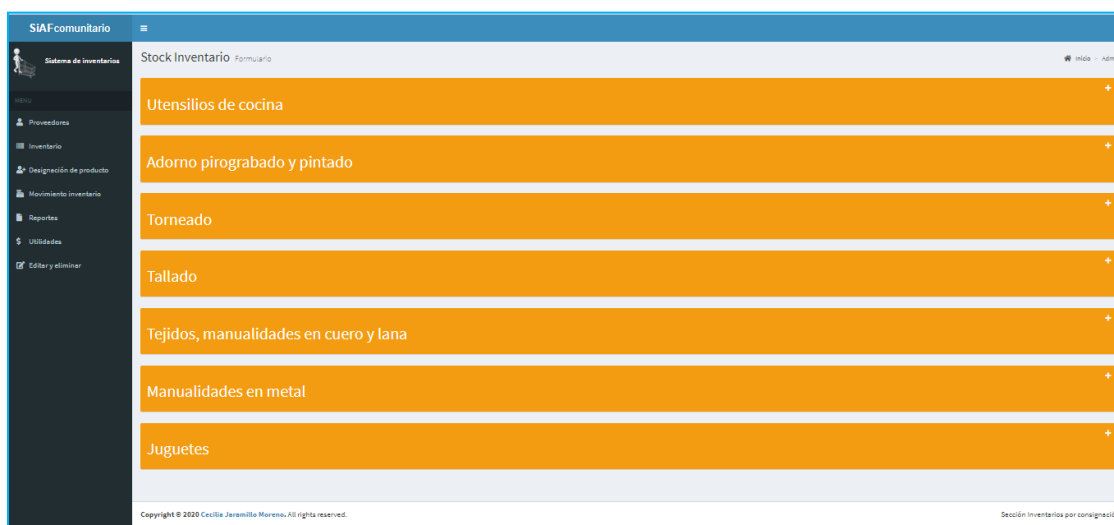 SiAFcomunitario
Sistema de inventarios
MENU
Proveedores
Inventario
Designación de producto
Movimiento inventario
Reportes
Utilidades
Editar y eliminar
Stock Inventario Formulario
Inicio > Adm
Utensilios de cocina
Adorno pirograbado y pintado
Torneado
Tallado
Tejidos, manualidades en cuero y lana
Manualidades en metal
Juguetes
Copyright © 2020 Cecilia Jaramillo Moreno. All rights reserved.
Sección Inventarios por consignació